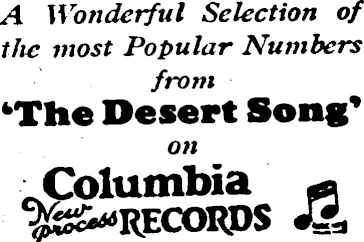 A Wonderful Selection of
the most Popular Numbers
from
'The Desert Song'
on
Columbia
New process RECORDS